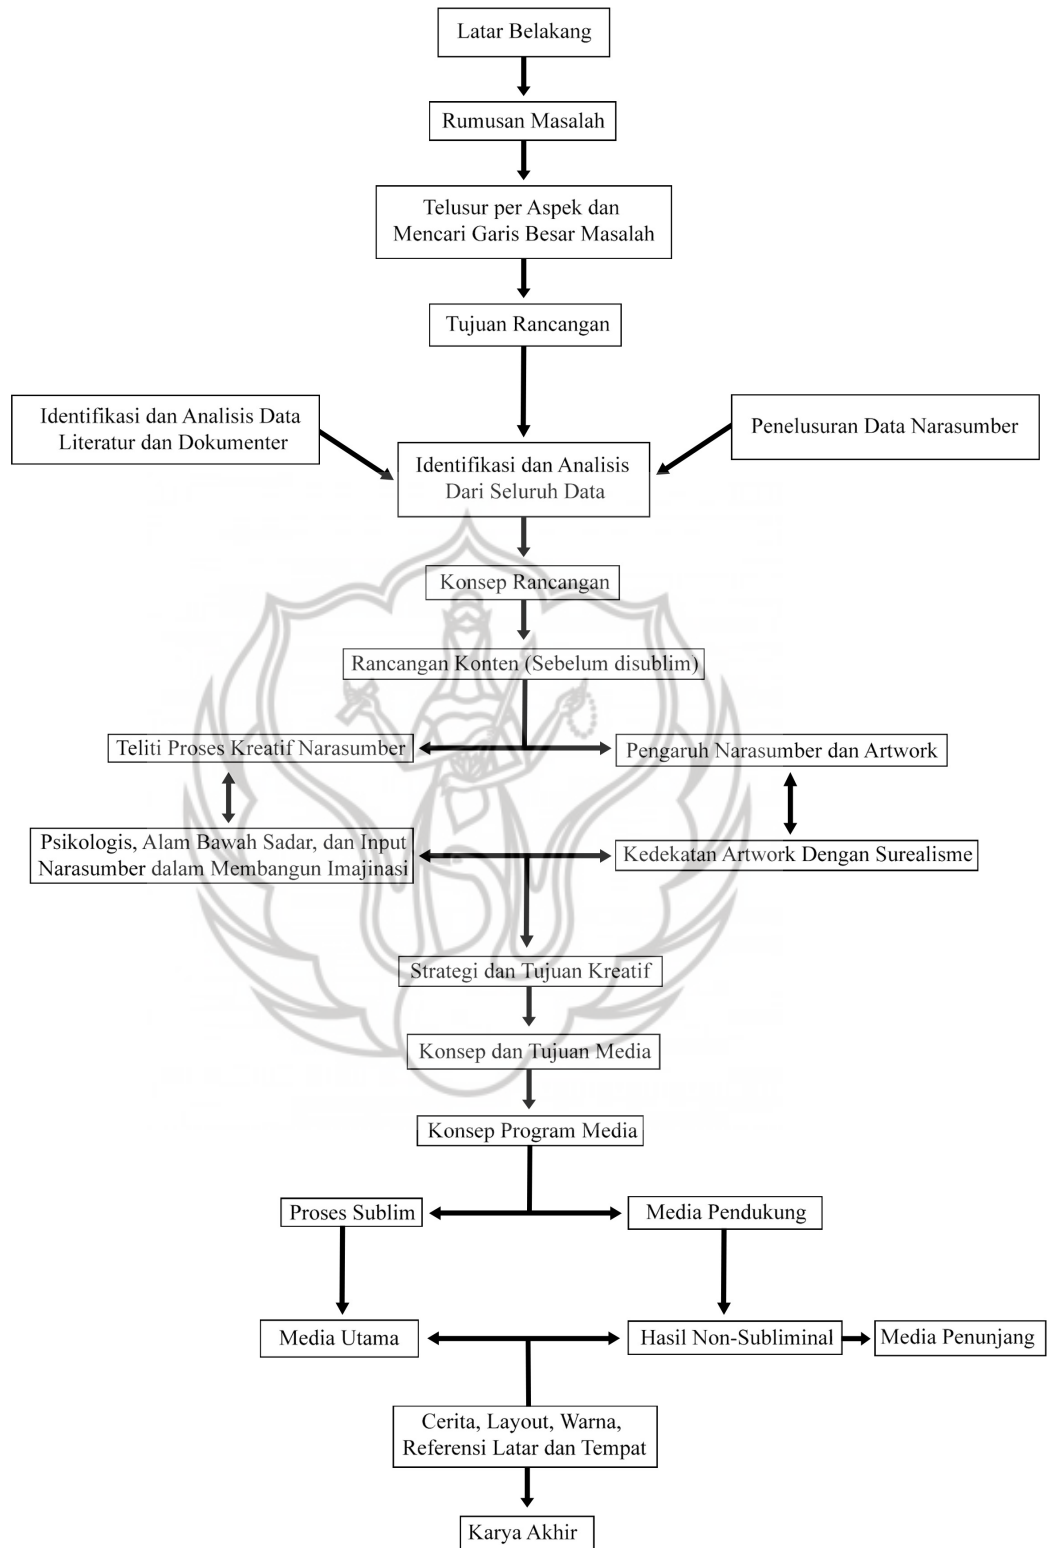 Latar Belakang
Rumusan Masalah
Telusur per Aspek dan
Mencari Garis Besar Masalah
Tujuan Rancangan
Identifikasi dan Analisis Data
Literatur dan Dokumenter
Penelusuran Data Narasumber
Identifikasi dan Analisis
Dari Seluruh Data
Konsep Rancangan
Rancangan Konten (Sebelum disublim)
Teliti Proses Kreatif Narasumber
Pengaruh Narasumber dan Artwork
Psikologis, Alam Bawah Sadar, dan Input
Narasumber dalam Membangun Imajinasi
Kedekatan Artwork Dengan Surealisme
Strategi dan Tujuan Kreatif
Konsep dan Tujuan Media
Konsep Program Media
Proses Sublim
Media Pendukung
Media Utama
Hasil Non-Subliminal
Media Penunjang
Cerita, Layout, Warna,
Referensi Latar dan Tempat
Karya Akhir